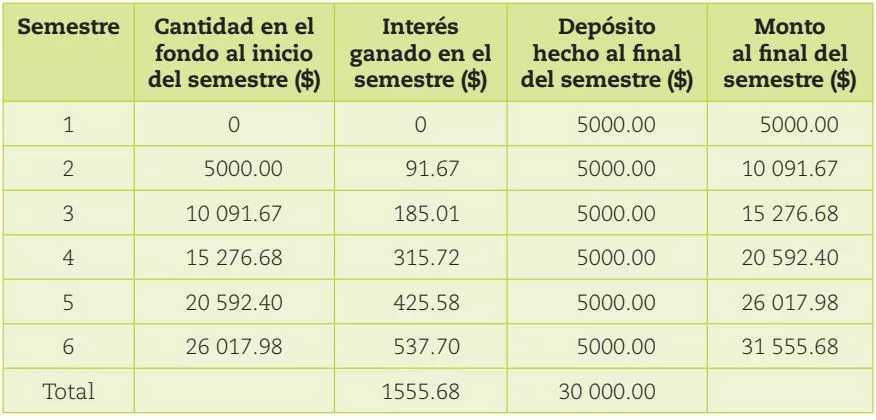 Semestre Cantidad en el fondo al inicio del semestre ($) Interés ganado en el semestre ($) Depósito hecho al final del semestre ($) Monto al final del semestre ($)
1 0 0 5000.00 5000.00
2 5000.00 91.67 5000.00 10 091.67
3 10 091.67 185.01 5000.00 15 276.68
4 15 276.68 315.72 5000.00 20 592.40
5 20 592.40 425.58 5000.00 26 017.98
6 26 017.98 537.70 5000.00 31 555.68
Total 1555.68 30 000.00